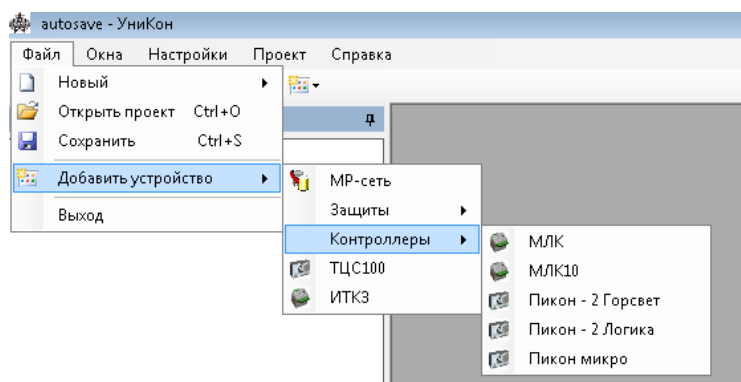 autosave - УниКон
Файл Окна Настройки Проект Справка
Новый
Открыть проект Ctrl+O
Сохранить Ctrl+S
Добавить устройство
Выход
МР-сеть
Защиты
Контроллеры
ТЦС100
ИТКЗ
МЛК
МЛК10
Пикон - 2 Горсвет
Пикон - 2 Логика
Пикон микро